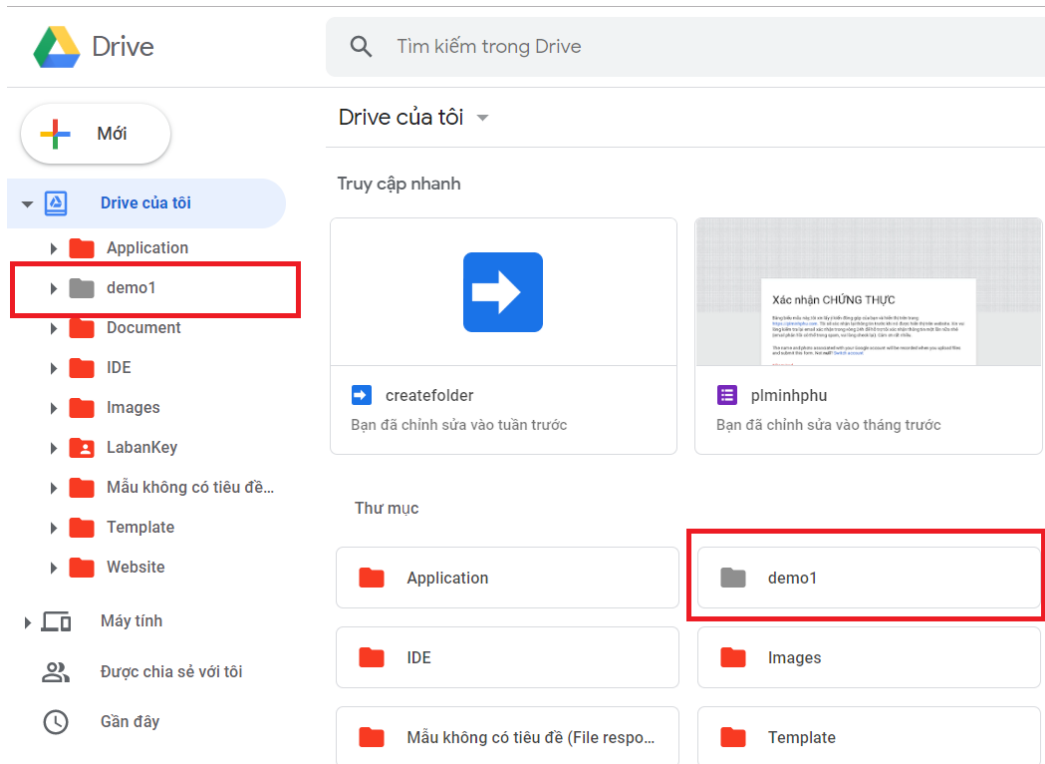 Drive
Tìm kiếm trong Drive
Mới
Drive của tôi
Application
demo1
Document
IDE
Images
LabanKey
Mẫu không có tiêu đề...
Template
Website
Máy tính
Được chia sẻ với tôi
Gần đây
Drive của tôi
Truy cập nhanh
createfolder
Bạn đã chỉnh sửa vào tuần trước
Xác nhận CHỨNG THỰC
plminhphu
Bạn đã chỉnh sửa vào tháng trước
Thư mục
Application
demo1
IDE
Images
Mẫu không có tiêu đề (File respo...
Template